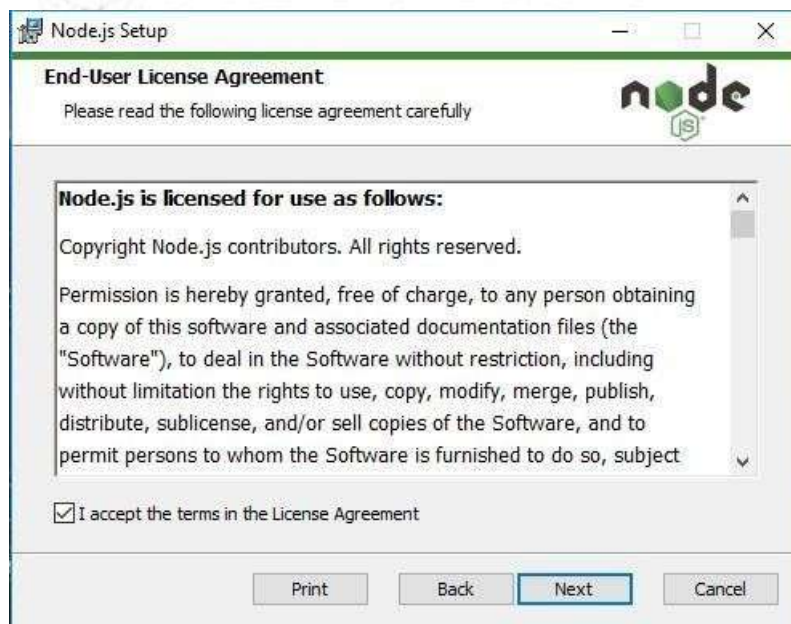 Node.js Setup
End-User License Agreement
Please read the following license agreement carefully
node
JS
Node.js is licensed for use as follows:
Copyright Node.js contributors. All rights reserved.
Permission is hereby granted, free of charge, to any person obtaining
a copy of this software and associated documentation files (the
"Software"), to deal in the Software without restriction, including
without limitation the rights to use, copy, modify, merge, publish,
distribute, sublicense, and/or sell copies of the Software, and to
permit persons to whom the Software is furnished to do so, subject
I accept the terms in the License Agreement
Print
Back
Next
Cancel